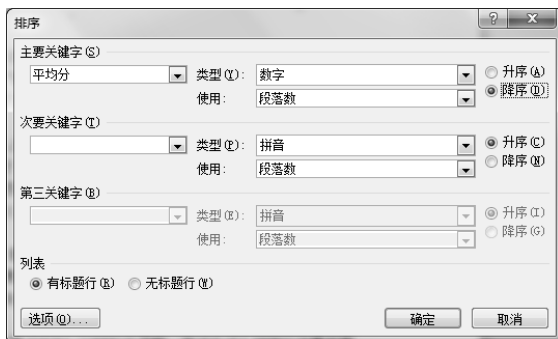 排序
主要关键字(S)
平均分 类型(Y): 数字 升序(A)
使用: 段落数 降序(D)
次要关键字(T)
类型(P): 拼音 升序(C)
使用: 段落数 降序(N)
第三关键字(B)
类型(E): 拼音 升序(I)
使用: 段落数 降序(G)
列表
有标题行(R) 无标题行(W)
选项(O)... 确定 取消